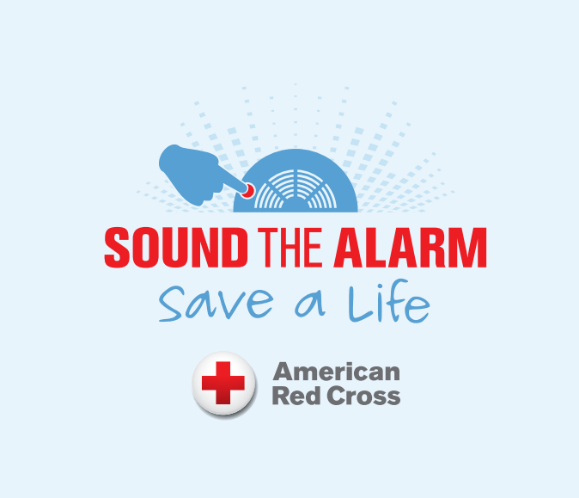 SOUND THE ALARM
Save a Life
American
Red Cross